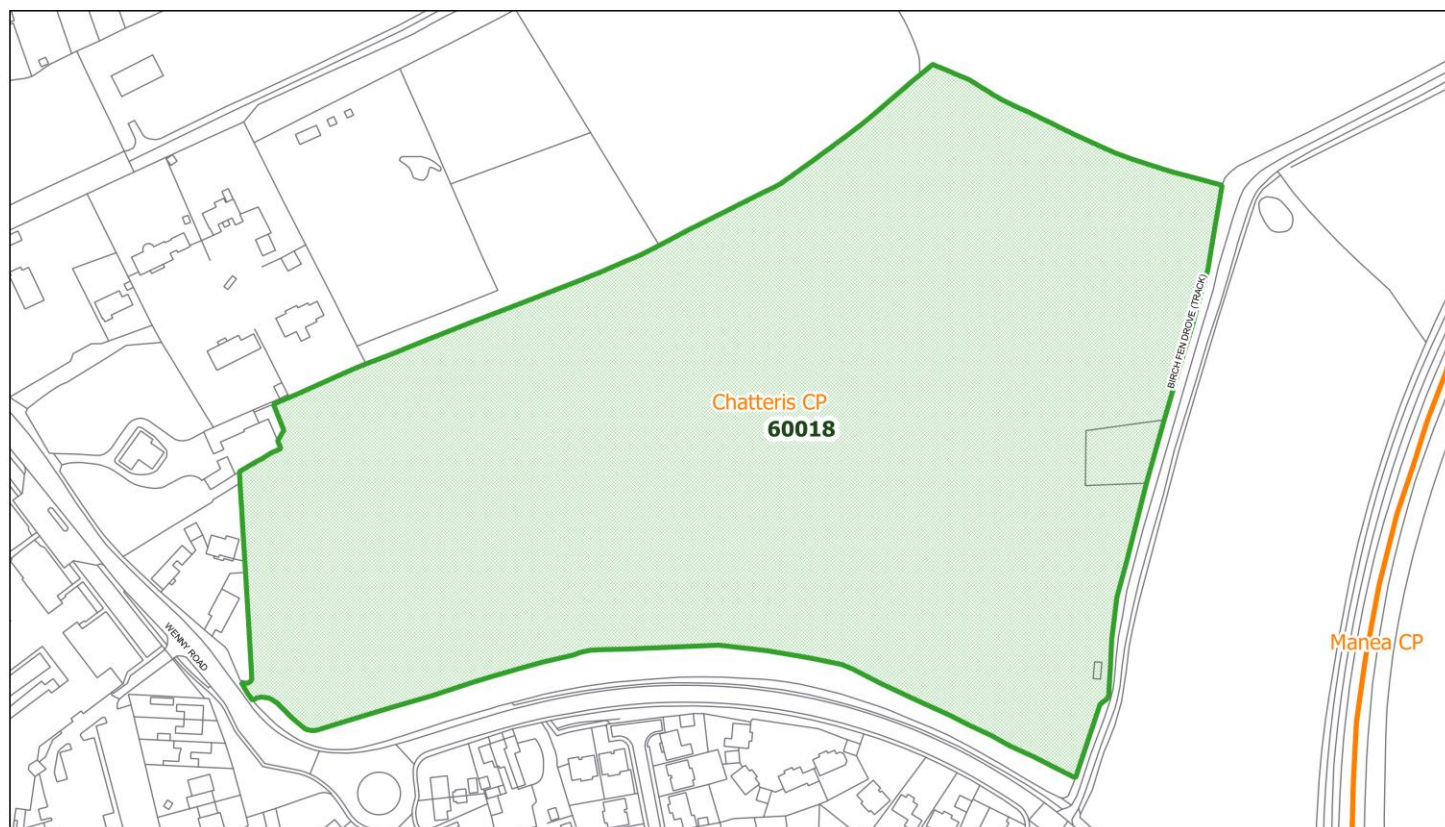 BIRCH FEN DROVE (TRACK)
Chatteris CP
60018
WENNY ROAD
Manea CP